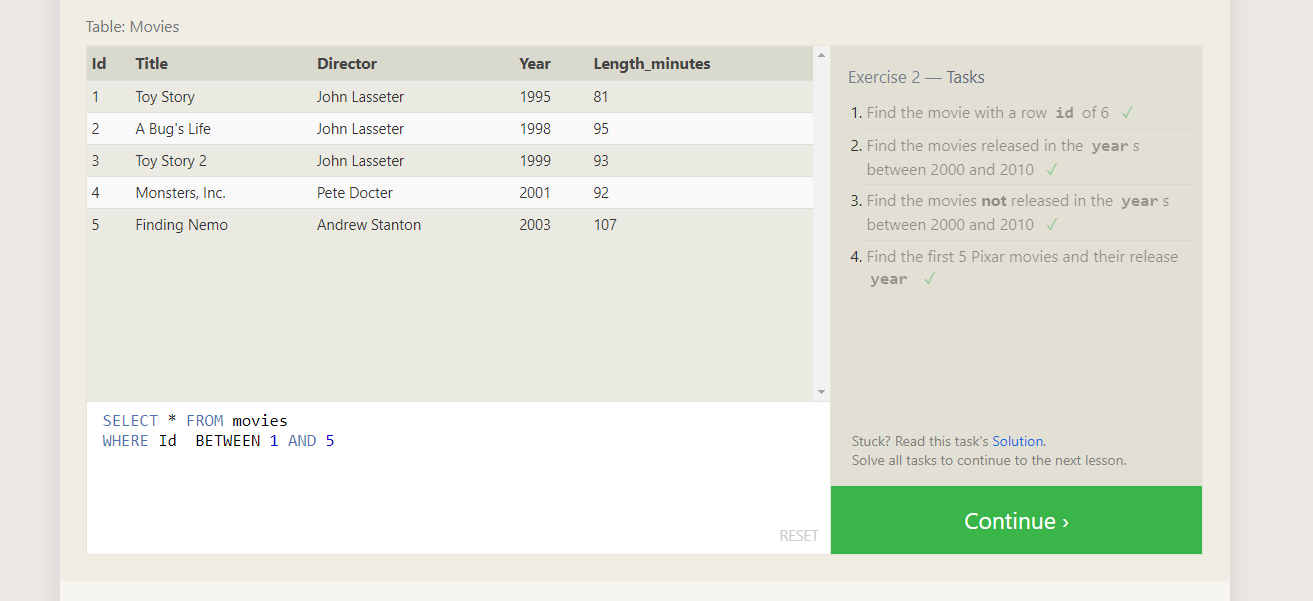 Table: Movies
Id Title Director Year Length_minutes
1 Toy Story John Lasseter 1995 81
2 A Bug's Life John Lasseter 1998 95
3 Toy Story 2 John Lasseter 1999 93
4 Monsters, Inc. Pete Docter 2001 92
5 Finding Nemo Andrew Stanton 2003 107
SELECT * FROM movies
WHERE Id  BETWEEN 1 AND 5
RESET
Exercise 2 — Tasks
1. Find the movie with a row id of 6 ✓
2. Find the movies released in the year s
between 2000 and 2010 ✓
3. Find the movies not released in the year s
between 2000 and 2010 ✓
4. Find the first 5 Pixar movies and their release
year ✓
Stuck? Read this task's Solution.
Solve all tasks to continue to the next lesson.
Continue ›